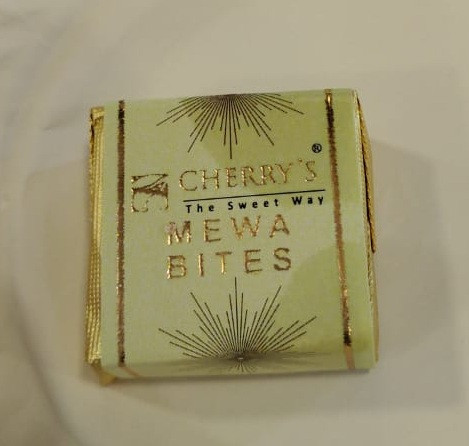 CHERRY'S®
The Sweet Way
MEWA
BITES